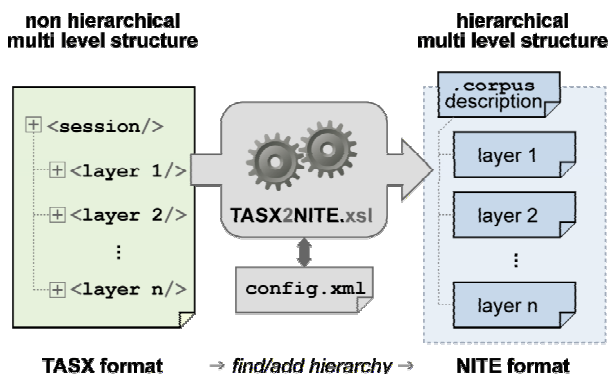 non hierarchical
multi level structure
hierarchical
multi level structure
<session/>
<layer 1/>
<layer 2/>
⋮
<layer n/>
TASX2NITE.xsl
config.xml
.corpus
description
layer 1
layer 2
⋮
layer n
TASX format → find/add hierarchy → NITE format